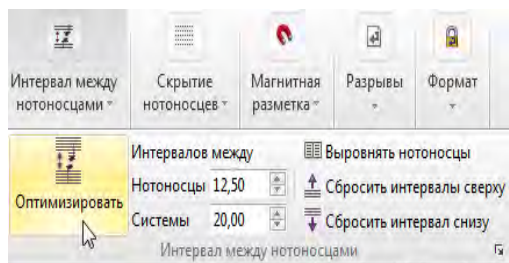 Интервал между нотоносцами
Скрытие нотоносцев
Магнитная разметка
Разрывы
Формат
Оптимизировать
Интервалов между
Нотоносцы 12,50
Системы 20,00
Выровнять нотоносцы
Сбросить интервалы сверху
Сбросить интервал снизу
Интервал между нотоносцами